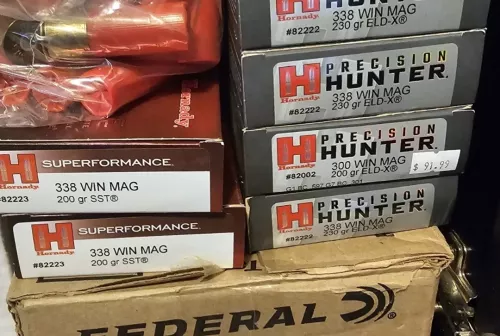 H
Hornady
#82222
338 WIN MAG
230 gr ELD-X®
H
Hornady
PRECISION
HUNTER®
338 WIN MAG
230 gr ELD-X®
#82222
H
Hornady
PRECISION
HUNTER®
300 WIN MAG
200 gr ELD-X®
#82002
$ 91.99
H
Hornady
PRECISION
HUNTER®
338 WIN MAG
230 gr ELD-X®
#82222
Hornady
H
Hornady
SUPERFORMANCE®
338 WIN MAG
200 gr SST®
#82223
H
Hornady
SUPERFORMANCE®
338 WIN MAG
200 gr SST®
#82223
FEDERAL